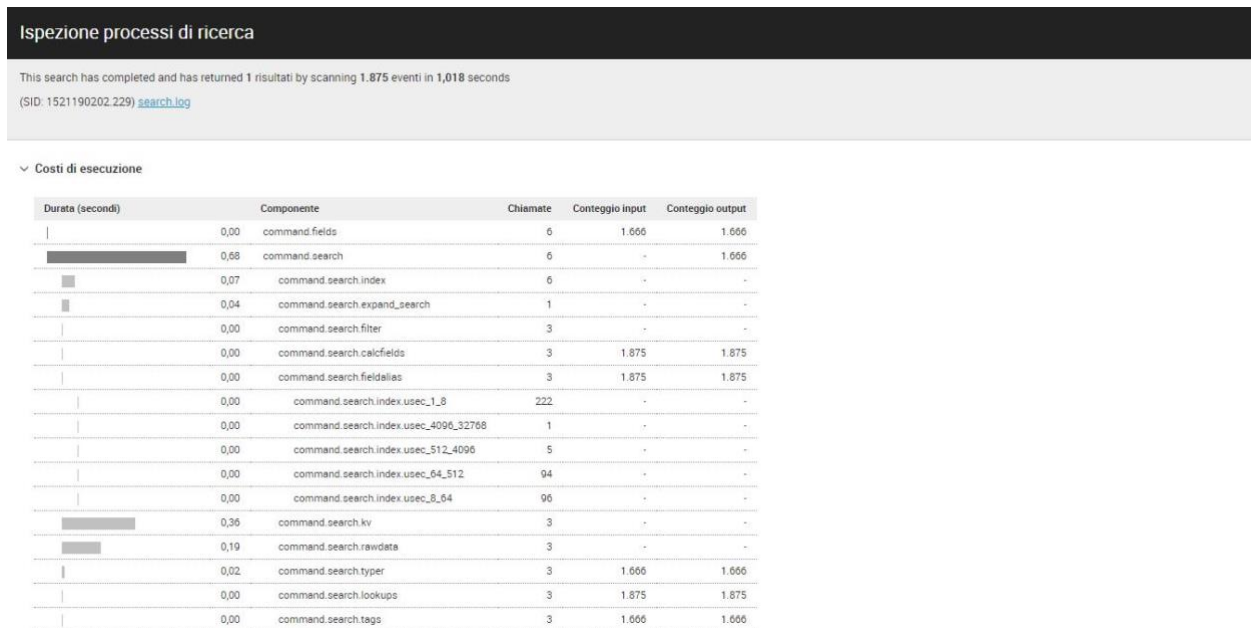 Ispezione processi di ricerca
This search has completed and has returned 1 risultati by scanning 1.875 eventi in 1,018 seconds
(SID: 1521190202.229) search.log
Costi di esecuzione
Durata (secondi) Componente Chiamate Conteggio input Conteggio output
0,00 command.fields 6 1.666 1.666
0,68 command.search 6 - 1.666
0,07 command.search.index 6 - -
0,04 command.search.expand_search 1 - -
0,00 command.search.filter 3 - -
0,00 command.search.calcfields 3 1.875 1.875
0,00 command.search.fieldalias 3 1.875 1.875
0,00 command.search.index.usec_1_8 222 - -
0,00 command.search.index.usec_4096_32768 1 - -
0,00 command.search.index.usec_512_4096 5 - -
0,00 command.search.index.usec_64_512 94 - -
0,00 command.search.index.usec_8_64 96 - -
0,36 command.search.kv 3 - -
0,19 command.search.rawdata 3 - -
0,02 command.search.typer 3 1.666 1.666
0,00 command.search.lookups 3 1.875 1.875
0,00 command.search.tags 3 1.666 1.666